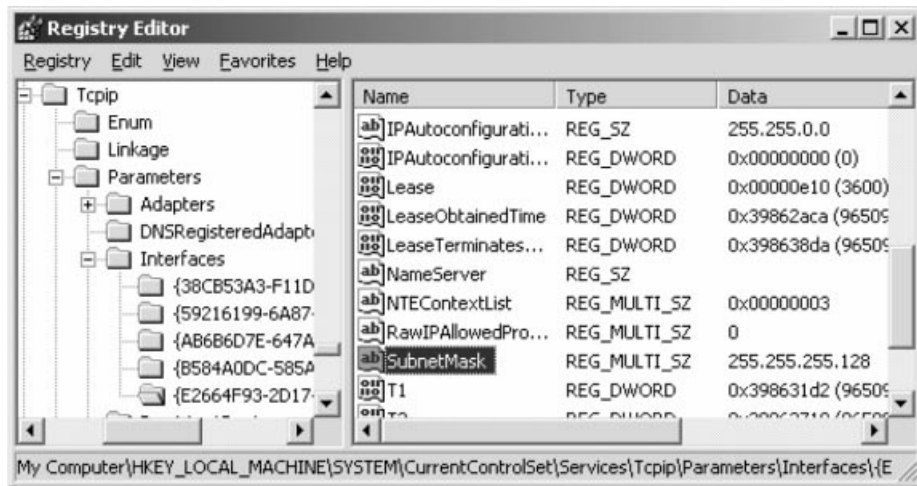 Registry Editor
Registry Edit View Favorites Help
Tcpip
Enum
Linkage
Parameters
Adapters
DNSRegisteredAdapt
Interfaces
{38CB53A3-F11D
{59216199-6A87-
{AB6B6D7E-647A
{B584A0DC-585A
{E2664F93-2D17-
Name Type Data
IPAutoconfigurati... REG_SZ 255.255.0.0
IPAutoconfigurati... REG_DWORD 0x00000000 (0)
Lease REG_DWORD 0x00000e10 (3600)
LeaseObtainedTime REG_DWORD 0x39862aca (96509
LeaseTerminates... REG_DWORD 0x398638da (96509
NameServer REG_SZ
NTEContextList REG_MULTI_SZ 0x00000003
RawIPAllowedPro... REG_MULTI_SZ 0
SubnetMask REG_MULTI_SZ 255.255.255.128
T1 REG_DWORD 0x398631d2 (96509
My Computer\HKEY_LOCAL_MACHINE\SYSTEM\CurrentControlSet\Services\Tcpip\Parameters\Interfaces\{E